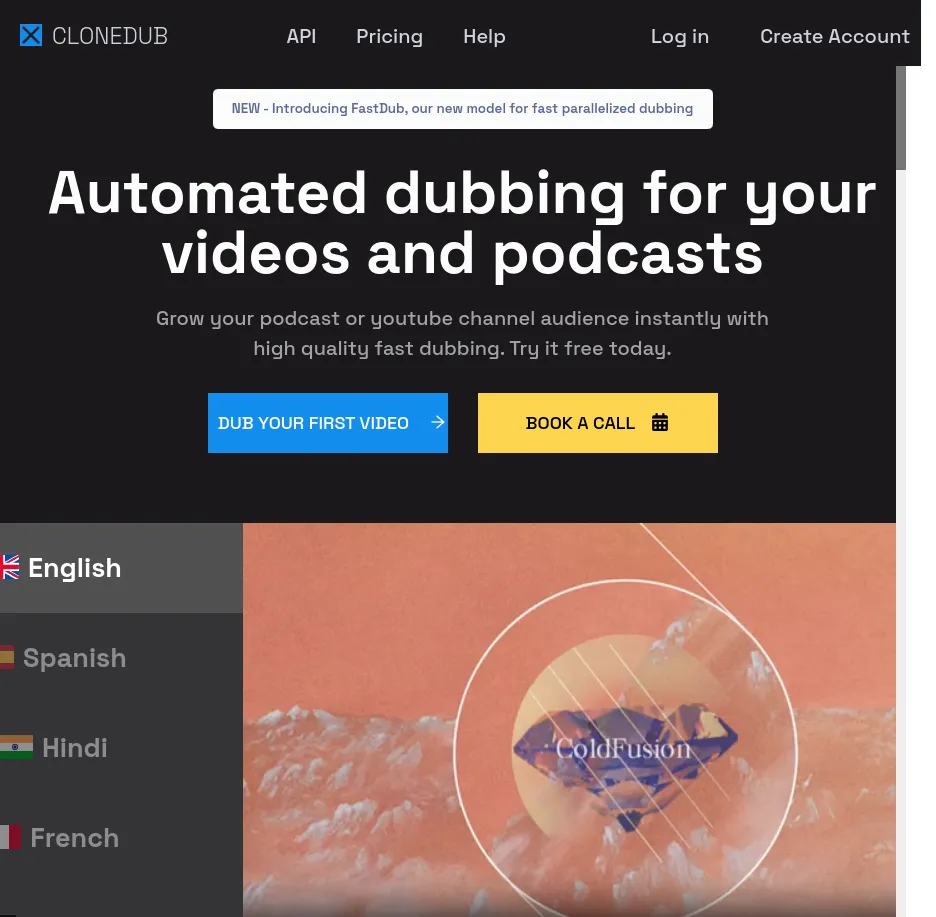 CLONEDUB
API
Pricing
Help
Log in
Create Account
NEW - Introducing FastDub, our new model for fast parallelized dubbing
Automated dubbing for your
videos and podcasts
Grow your podcast or youtube channel audience instantly with
high quality fast dubbing. Try it free today.
DUB YOUR FIRST VIDEO
BOOK A CALL
English
Spanish
Hindi
French
ColdFusion